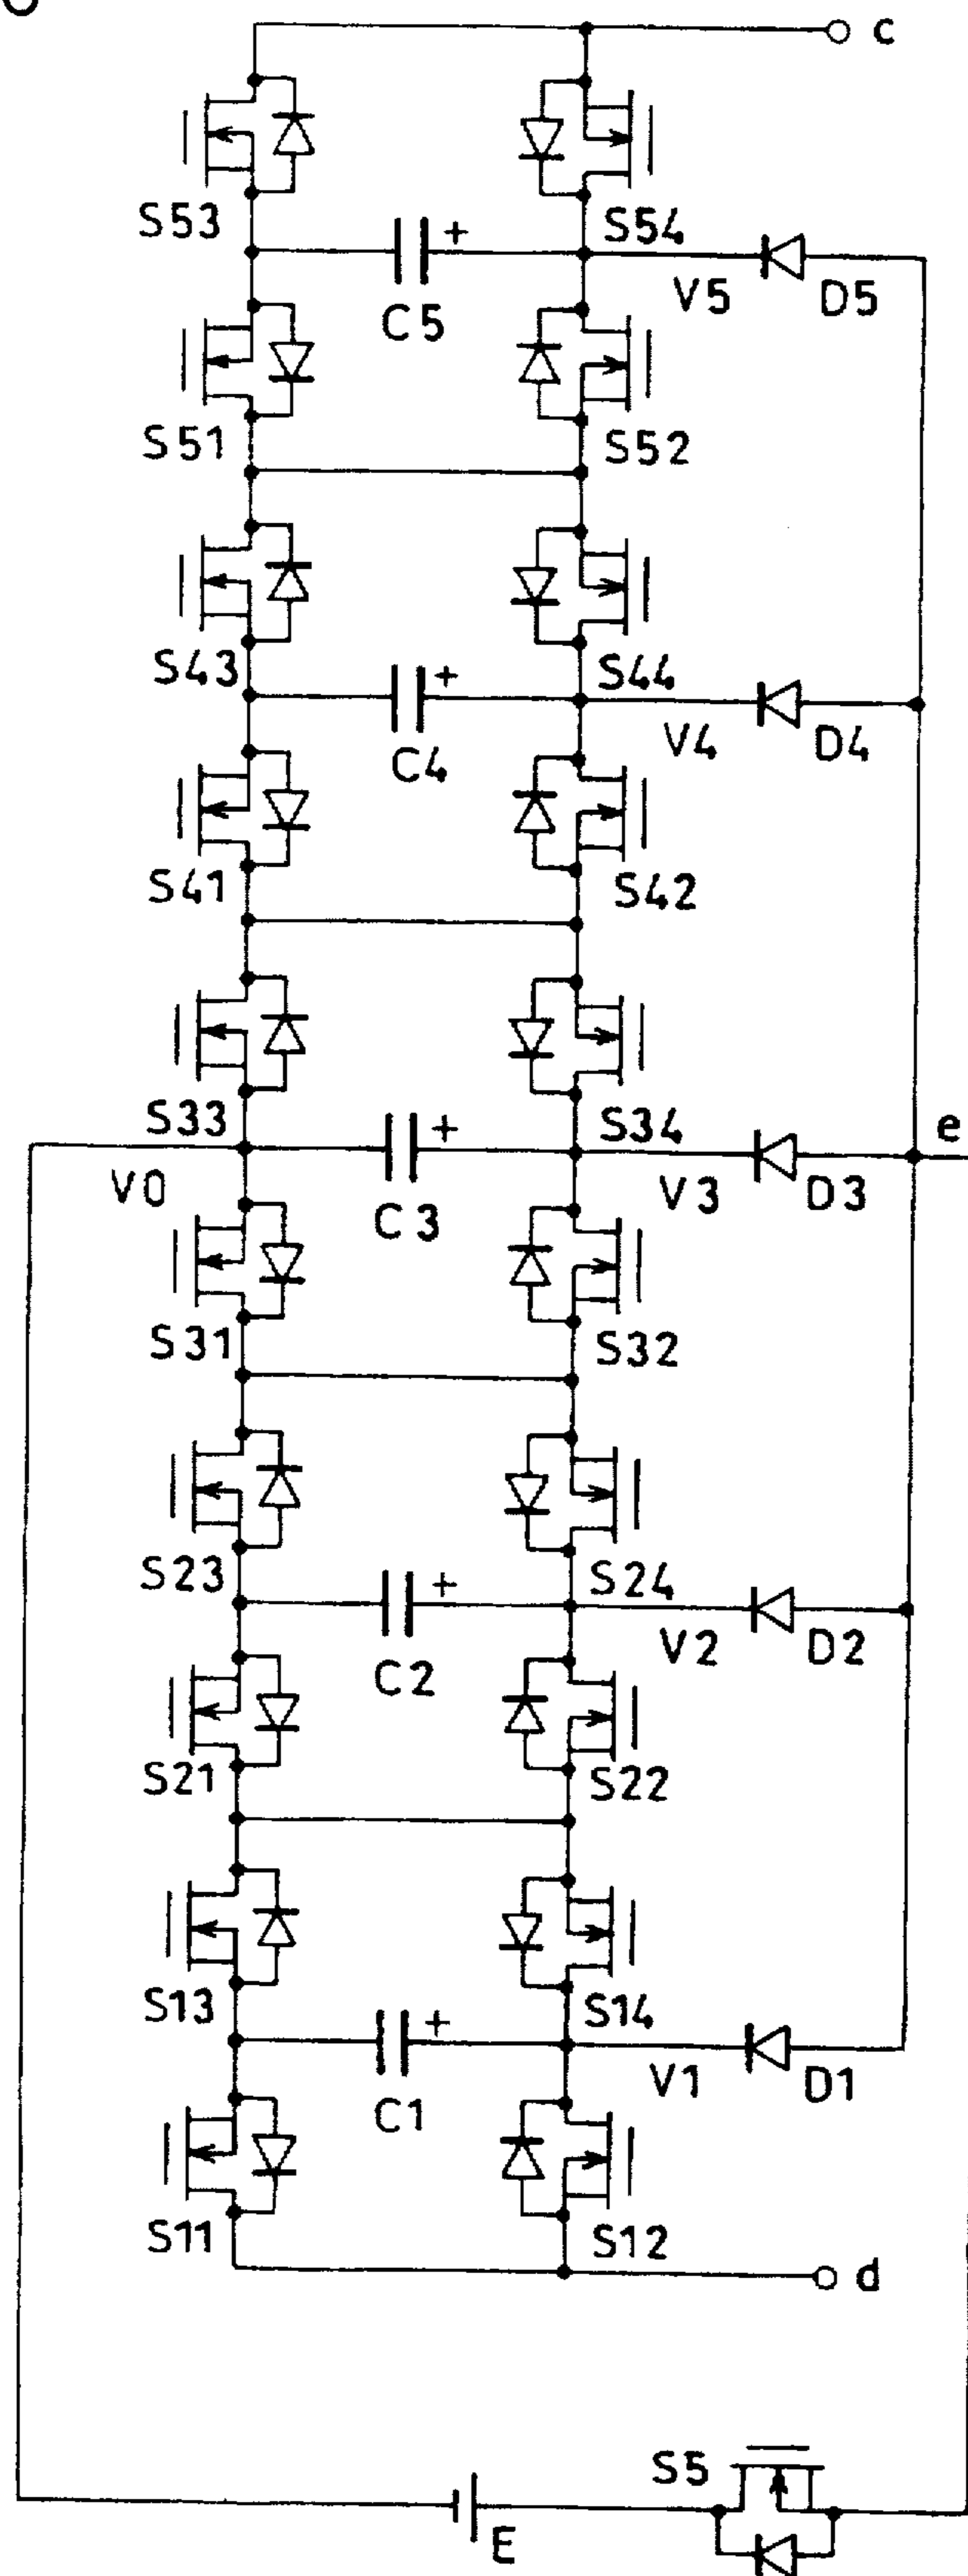 c
S53
S54
+
V5
D5
C5
S51
S52
S43
S44
+
V4
D4
C4
S41
S42
S33
S34
+
e
V0
V3
D3
C3
S31
S32
S23
S24
+
V2
D2
C2
S21
S22
S13
S14
+
V1
D1
C1
S11
S12
d
S5
E